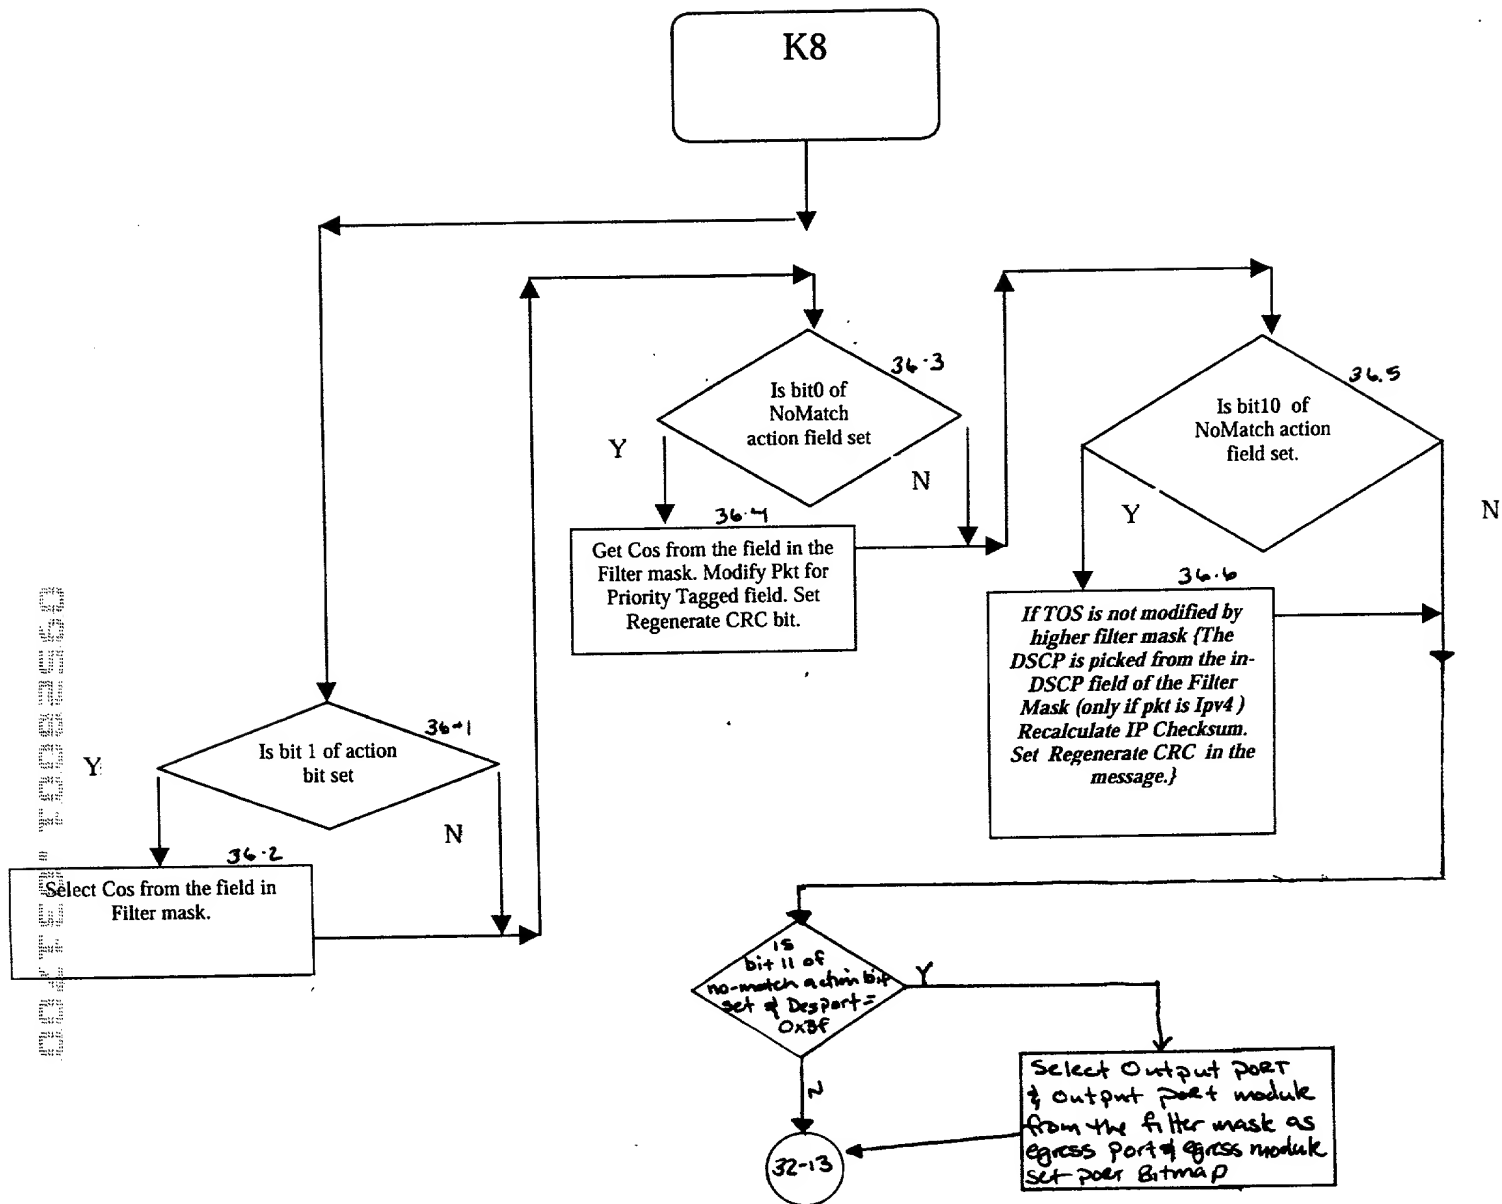 K8
36-3
Is bit0 of
NoMatch
action field set
Y
N
36.5
Is bit10 of
NoMatch action
field set.
Y
N
36-4
Get Cos from the field in the
Filter mask. Modify Pkt for
Priority Tagged field. Set
Regenerate CRC bit.
36-6
If TOS is not modified by
higher filter mask {The
DSCP is picked from the in-
DSCP field of the Filter
Mask (only if pkt is Ipv4 )
Recalculate IP Checksum.
Set Regenerate CRC in the
message.}
36-1
Is bit 1 of action
bit set
Y
N
36-2
Select Cos from the field in
Filter mask.
is
bit 11 of
no-match action bit
set & Desport =
0x3f
Y
N
Select Output PORT
& Output Port module
from the filter mask as
egress Port & egress module
set port Bitmap
32-13